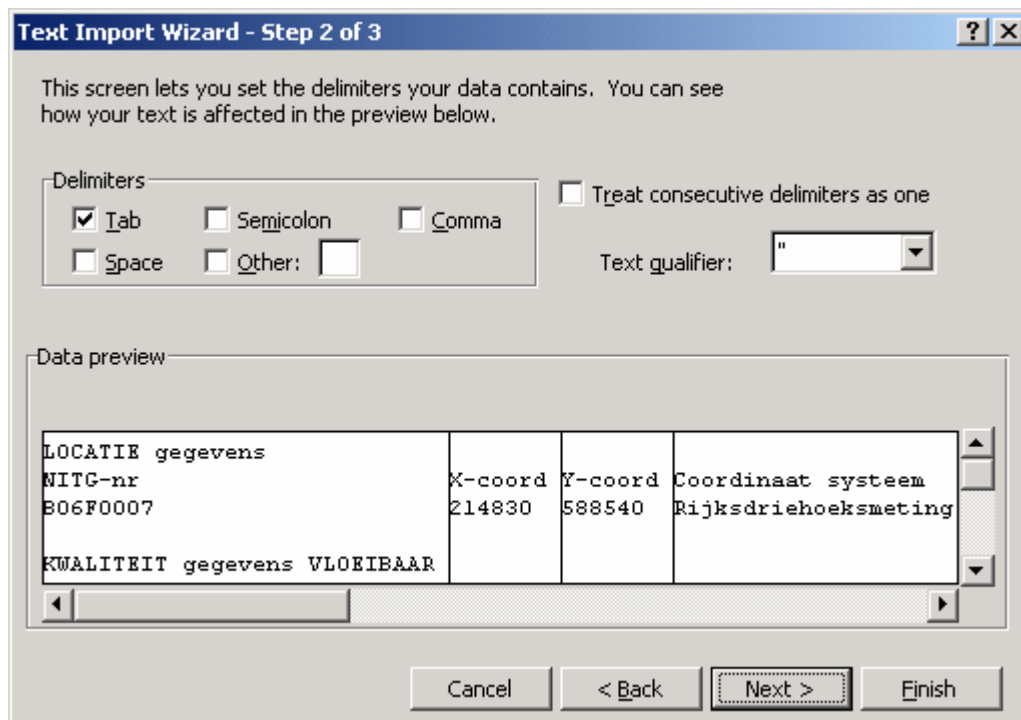 Text Import Wizard - Step 2 of 3
This screen lets you set the delimiters your data contains. You can see
how your text is affected in the preview below.
Delimiters
Tab Semicolon Comma
Space Other:
Treat consecutive delimiters as one
Text qualifier: "
Data preview
LOCATIE gegevens
NITG-nr X-coord Y-coord Coordinaat systeem
B06F0007 214830 588540 Rijksdriehoeksmeting
KWALITEIT gegevens VLOEIBAAR
Cancel < Back Next > Finish